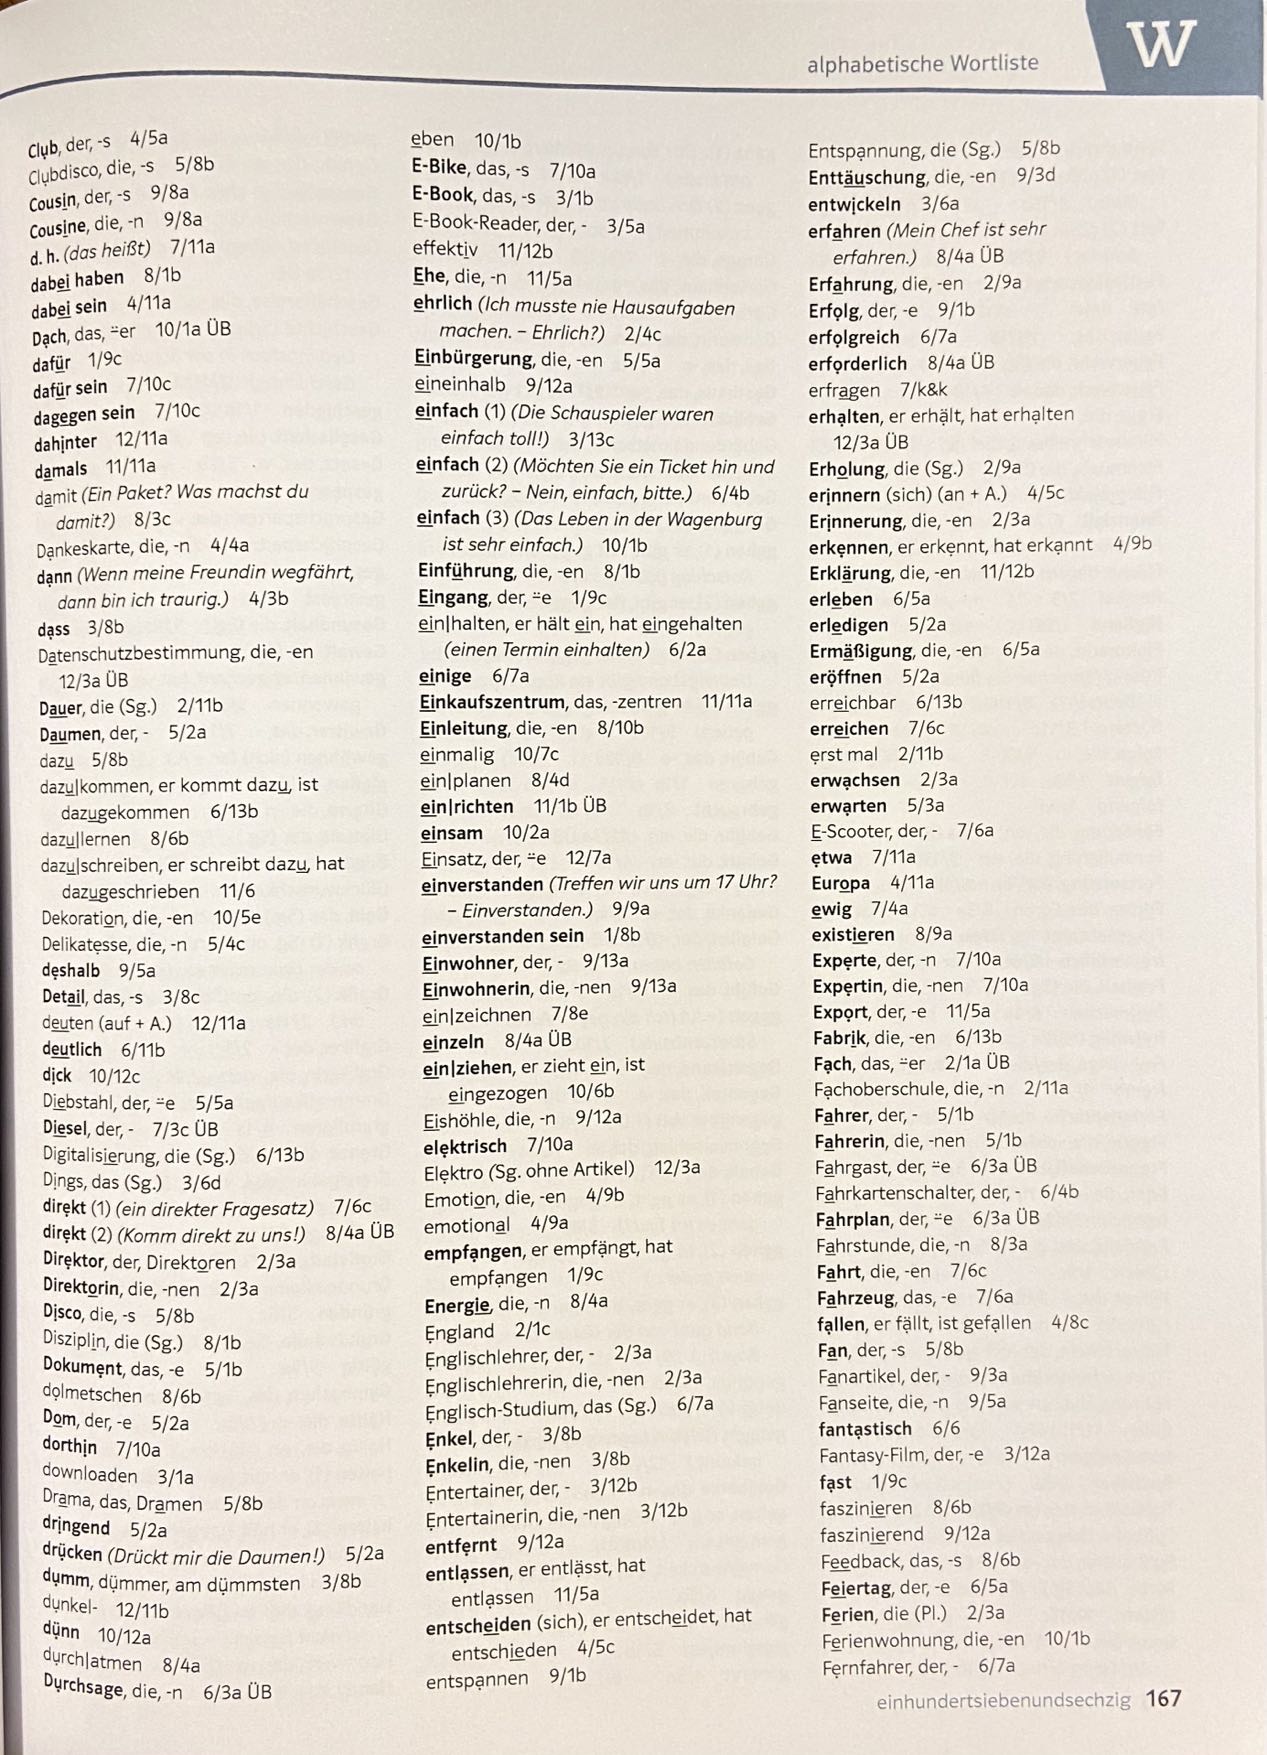 alphabetische Wortliste
W
Club, der, -s 4/5a
Clubdisco, die, -s 5/8b
Cousin, der, -s 9/8a
Cousine, die, -n 9/8a
d. h. (das heißt) 7/11a
dabei haben 8/1b
dabei sein 4/11a
Dach, das, ⸚er 10/1a ÜB
dafür 1/9c
dafür sein 7/10c
dagegen sein 7/10c
dahinter 12/11a
damals 11/11a
damit (Ein Paket? Was machst du
damit?) 8/3c
Dankeskarte, die, -n 4/4a
dann (Wenn meine Freundin wegfährt,
dann bin ich traurig.) 4/3b
dass 3/8b
Datenschutzbestimmung, die, -en
12/3a ÜB
Dauer, die (Sg.) 2/11b
Daumen, der, - 5/2a
dazu 5/8b
dazu|kommen, er kommt dazu, ist
dazugekommen 6/13b
dazu|lernen 8/6b
dazu|schreiben, er schreibt dazu, hat
dazugeschrieben 11/6
Dekoration, die, -en 10/5e
Delikatesse, die, -n 5/4c
deshalb 9/5a
Detail, das, -s 3/8c
deuten (auf + A.) 12/11a
deutlich 6/11b
dick 10/12c
Diebstahl, der, ⸚e 5/5a
Diesel, der, - 7/3c ÜB
Digitalisierung, die (Sg.) 6/13b
Dings, das (Sg.) 3/6d
direkt (1) (ein direkter Fragesatz) 7/6c
direkt (2) (Komm direkt zu uns!) 8/4a ÜB
Direktor, der, Direktoren 2/3a
Direktorin, die, -nen 2/3a
Disco, die, -s 5/8b
Disziplin, die (Sg.) 8/1b
Dokument, das, -e 5/1b
dolmetschen 8/6b
Dom, der, -e 5/2a
dorthin 7/10a
downloaden 3/1a
Drama, das, Dramen 5/8b
dringend 5/2a
drücken (Drückt mir die Daumen!) 5/2a
dumm, dümmer, am dümmsten 3/8b
dunkel- 12/11b
dünn 10/12a
durch|atmen 8/4a
Durchsage, die, -n 6/3a ÜB
eben 10/1b
E-Bike, das, -s 7/10a
E-Book, das, -s 3/1b
E-Book-Reader, der, - 3/5a
effektiv 11/12b
Ehe, die, -n 11/5a
ehrlich (Ich musste nie Hausaufgaben
machen. – Ehrlich?) 2/4c
Einbürgerung, die, -en 5/5a
eineinhalb 9/12a
einfach (1) (Die Schauspieler waren
einfach toll!) 3/13c
einfach (2) (Möchten Sie ein Ticket hin und
zurück? – Nein, einfach, bitte.) 6/4b
einfach (3) (Das Leben in der Wagenburg
ist sehr einfach.) 10/1b
Einführung, die, -en 8/1b
Eingang, der, ⸚e 1/9c
ein|halten, er hält ein, hat eingehalten
(einen Termin einhalten) 6/2a
einige 6/7a
Einkaufszentrum, das, -zentren 11/11a
Einleitung, die, -en 8/10b
einmalig 10/7c
ein|planen 8/4d
ein|richten 11/1b ÜB
einsam 10/2a
Einsatz, der, ⸚e 12/7a
einverstanden (Treffen wir uns um 17 Uhr?
– Einverstanden.) 9/9a
einverstanden sein 1/8b
Einwohner, der, - 9/13a
Einwohnerin, die, -nen 9/13a
ein|zeichnen 7/8e
einzeln 8/4a ÜB
ein|ziehen, er zieht ein, ist
eingezogen 10/6b
Eishöhle, die, -n 9/12a
elektrisch 7/10a
Elektro (Sg. ohne Artikel) 12/3a
Emotion, die, -en 4/9b
emotional 4/9a
empfangen, er empfängt, hat
empfangen 1/9c
Energie, die, -n 8/4a
England 2/1c
Englischlehrer, der, - 2/3a
Englischlehrerin, die, -nen 2/3a
Englisch-Studium, das (Sg.) 6/7a
Enkel, der, - 3/8b
Enkelin, die, -nen 3/8b
Entertainer, der, - 3/12b
Entertainerin, die, -nen 3/12b
entfernt 9/12a
entlassen, er entlässt, hat
entlassen 11/5a
entscheiden (sich), er entscheidet, hat
entschieden 4/5c
entspannen 9/1b
Entspannung, die (Sg.) 5/8b
Enttäuschung, die, -en 9/3d
entwickeln 3/6a
erfahren (Mein Chef ist sehr
erfahren.) 8/4a ÜB
Erfahrung, die, -en 2/9a
Erfolg, der, -e 9/1b
erfolgreich 6/7a
erforderlich 8/4a ÜB
erfragen 7/k&k
erhalten, er erhält, hat erhalten
12/3a ÜB
Erholung, die (Sg.) 2/9a
erinnern (sich) (an + A.) 4/5c
Erinnerung, die, -en 2/3a
erkennen, er erkennt, hat erkannt 4/9b
Erklärung, die, -en 11/12b
erleben 6/5a
erledigen 5/2a
Ermäßigung, die, -en 6/5a
eröffnen 5/2a
erreichbar 6/13b
erreichen 7/6c
erst mal 2/11b
erwachsen 2/3a
erwarten 5/3a
E-Scooter, der, - 7/6a
etwa 7/11a
Europa 4/11a
ewig 7/4a
existieren 8/9a
Experte, der, -n 7/10a
Expertin, die, -nen 7/10a
Export, der, -e 11/5a
Fabrik, die, -en 6/13b
Fach, das, ⸚er 2/1a ÜB
Fachoberschule, die, -n 2/11a
Fahrer, der, - 5/1b
Fahrerin, die, -nen 5/1b
Fahrgast, der, ⸚e 6/3a ÜB
Fahrkartenschalter, der, - 6/4b
Fahrplan, der, ⸚e 6/3a ÜB
Fahrstunde, die, -n 8/3a
Fahrt, die, -en 7/6c
Fahrzeug, das, -e 7/6a
fallen, er fällt, ist gefallen 4/8c
Fan, der, -s 5/8b
Fanartikel, der, - 9/3a
Fanseite, die, -n 9/5a
fantastisch 6/6
Fantasy-Film, der, -e 3/12a
fast 1/9c
faszinieren 8/6b
faszinierend 9/12a
Feedback, das, -s 8/6b
Feiertag, der, -e 6/5a
Ferien, die (Pl.) 2/3a
Ferienwohnung, die, -en 10/1b
Fernfahrer, der, - 6/7a
einhundertsiebenundsechzig 167